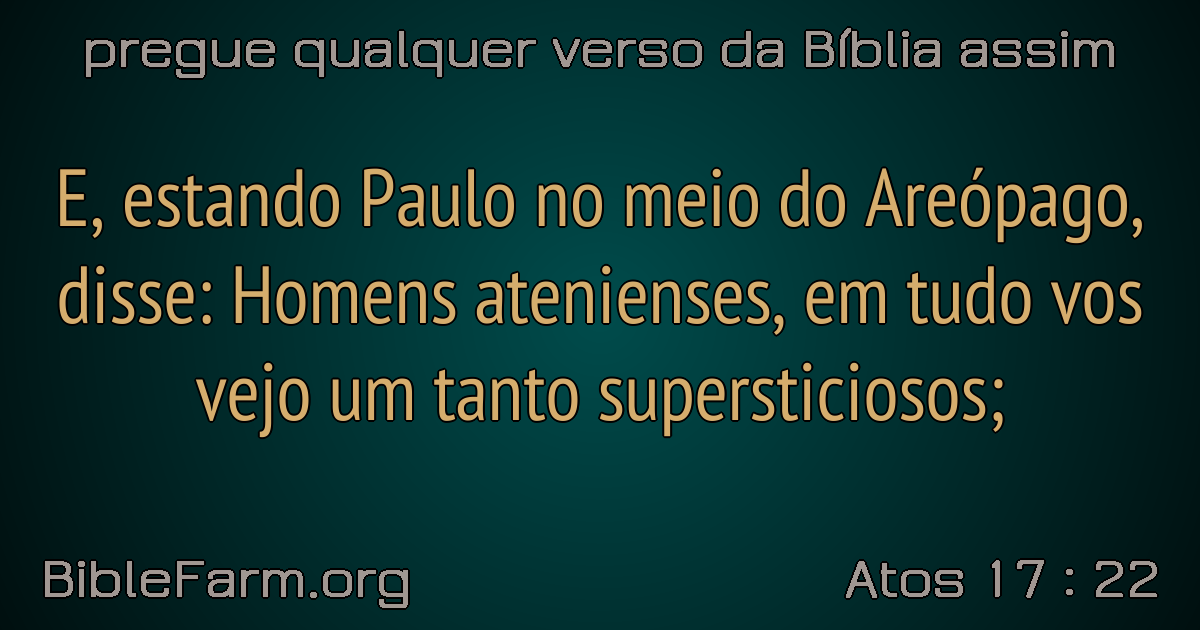 pregue qualquer verso da Bíblia assim
E, estando Paulo no meio do Areópago,
disse: Homens atenienses, em tudo vos
vejo um tanto supersticiosos;
BibleFarm.org
Atos 17 : 22